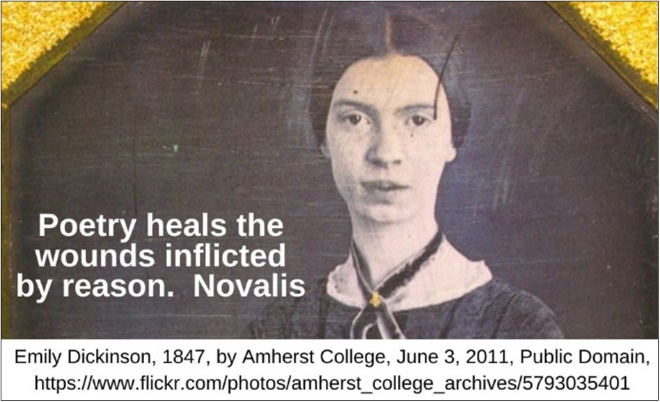 Poetry heals the
wounds inflicted
by reason.  Novalis
Emily Dickinson, 1847, by Amherst College, June 3, 2011, Public Domain,
https://www.flickr.com/photos/amherst_college_archives/5793035401